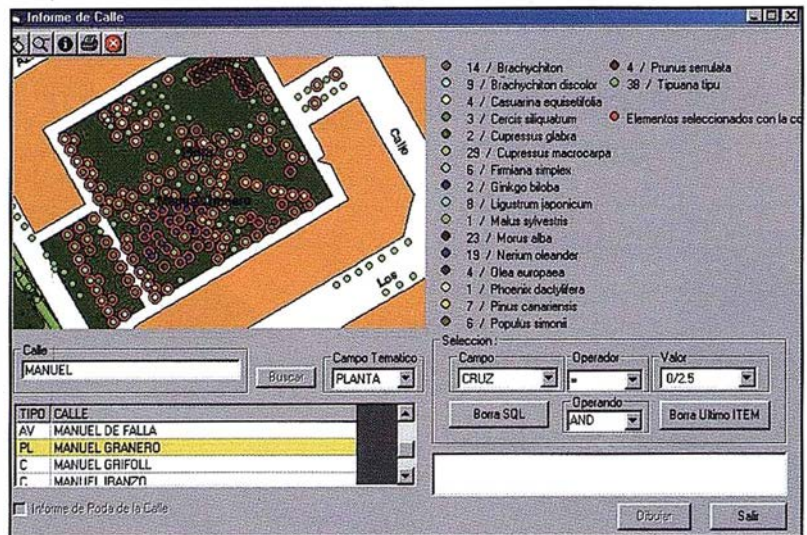 Informe de Calle
Manuel Granero
Calle
Los
14 / Brachychiton
9 / Brachychiton discolor
4 / Casuarina equisetifolia
3 / Cercis siliquatrum
2 / Cupressus glabra
29 / Cupressus macrocarpa
6 / Firmiana simplex
2 / Ginkgo biloba
8 / Ligustrum japonicum
1 / Malus sylvestris
23 / Morus alba
19 / Nerium oleander
4 / Olea europaea
1 / Phoenix dactylifera
7 / Pinus canariensis
6 / Populus simonii
4 / Prunus serrulata
38 / Tipuana tipu
Elementos seleccionados con la co
Calle
MANUEL
Buscar
Campo Tematico
PLANTA
TIPO CALLE
AV MANUEL DE FALLA
PL MANUEL GRANERO
C MANUEL GRIFOLL
C MANUEL IRANZO
Informe de Poda de la Calle
Seleccion :
Campo
CRUZ
Operador
=
Valor
0/2.5
Borra SQL
Operando
AND
Borra Ultimo ITEM
Dibujar
Salir